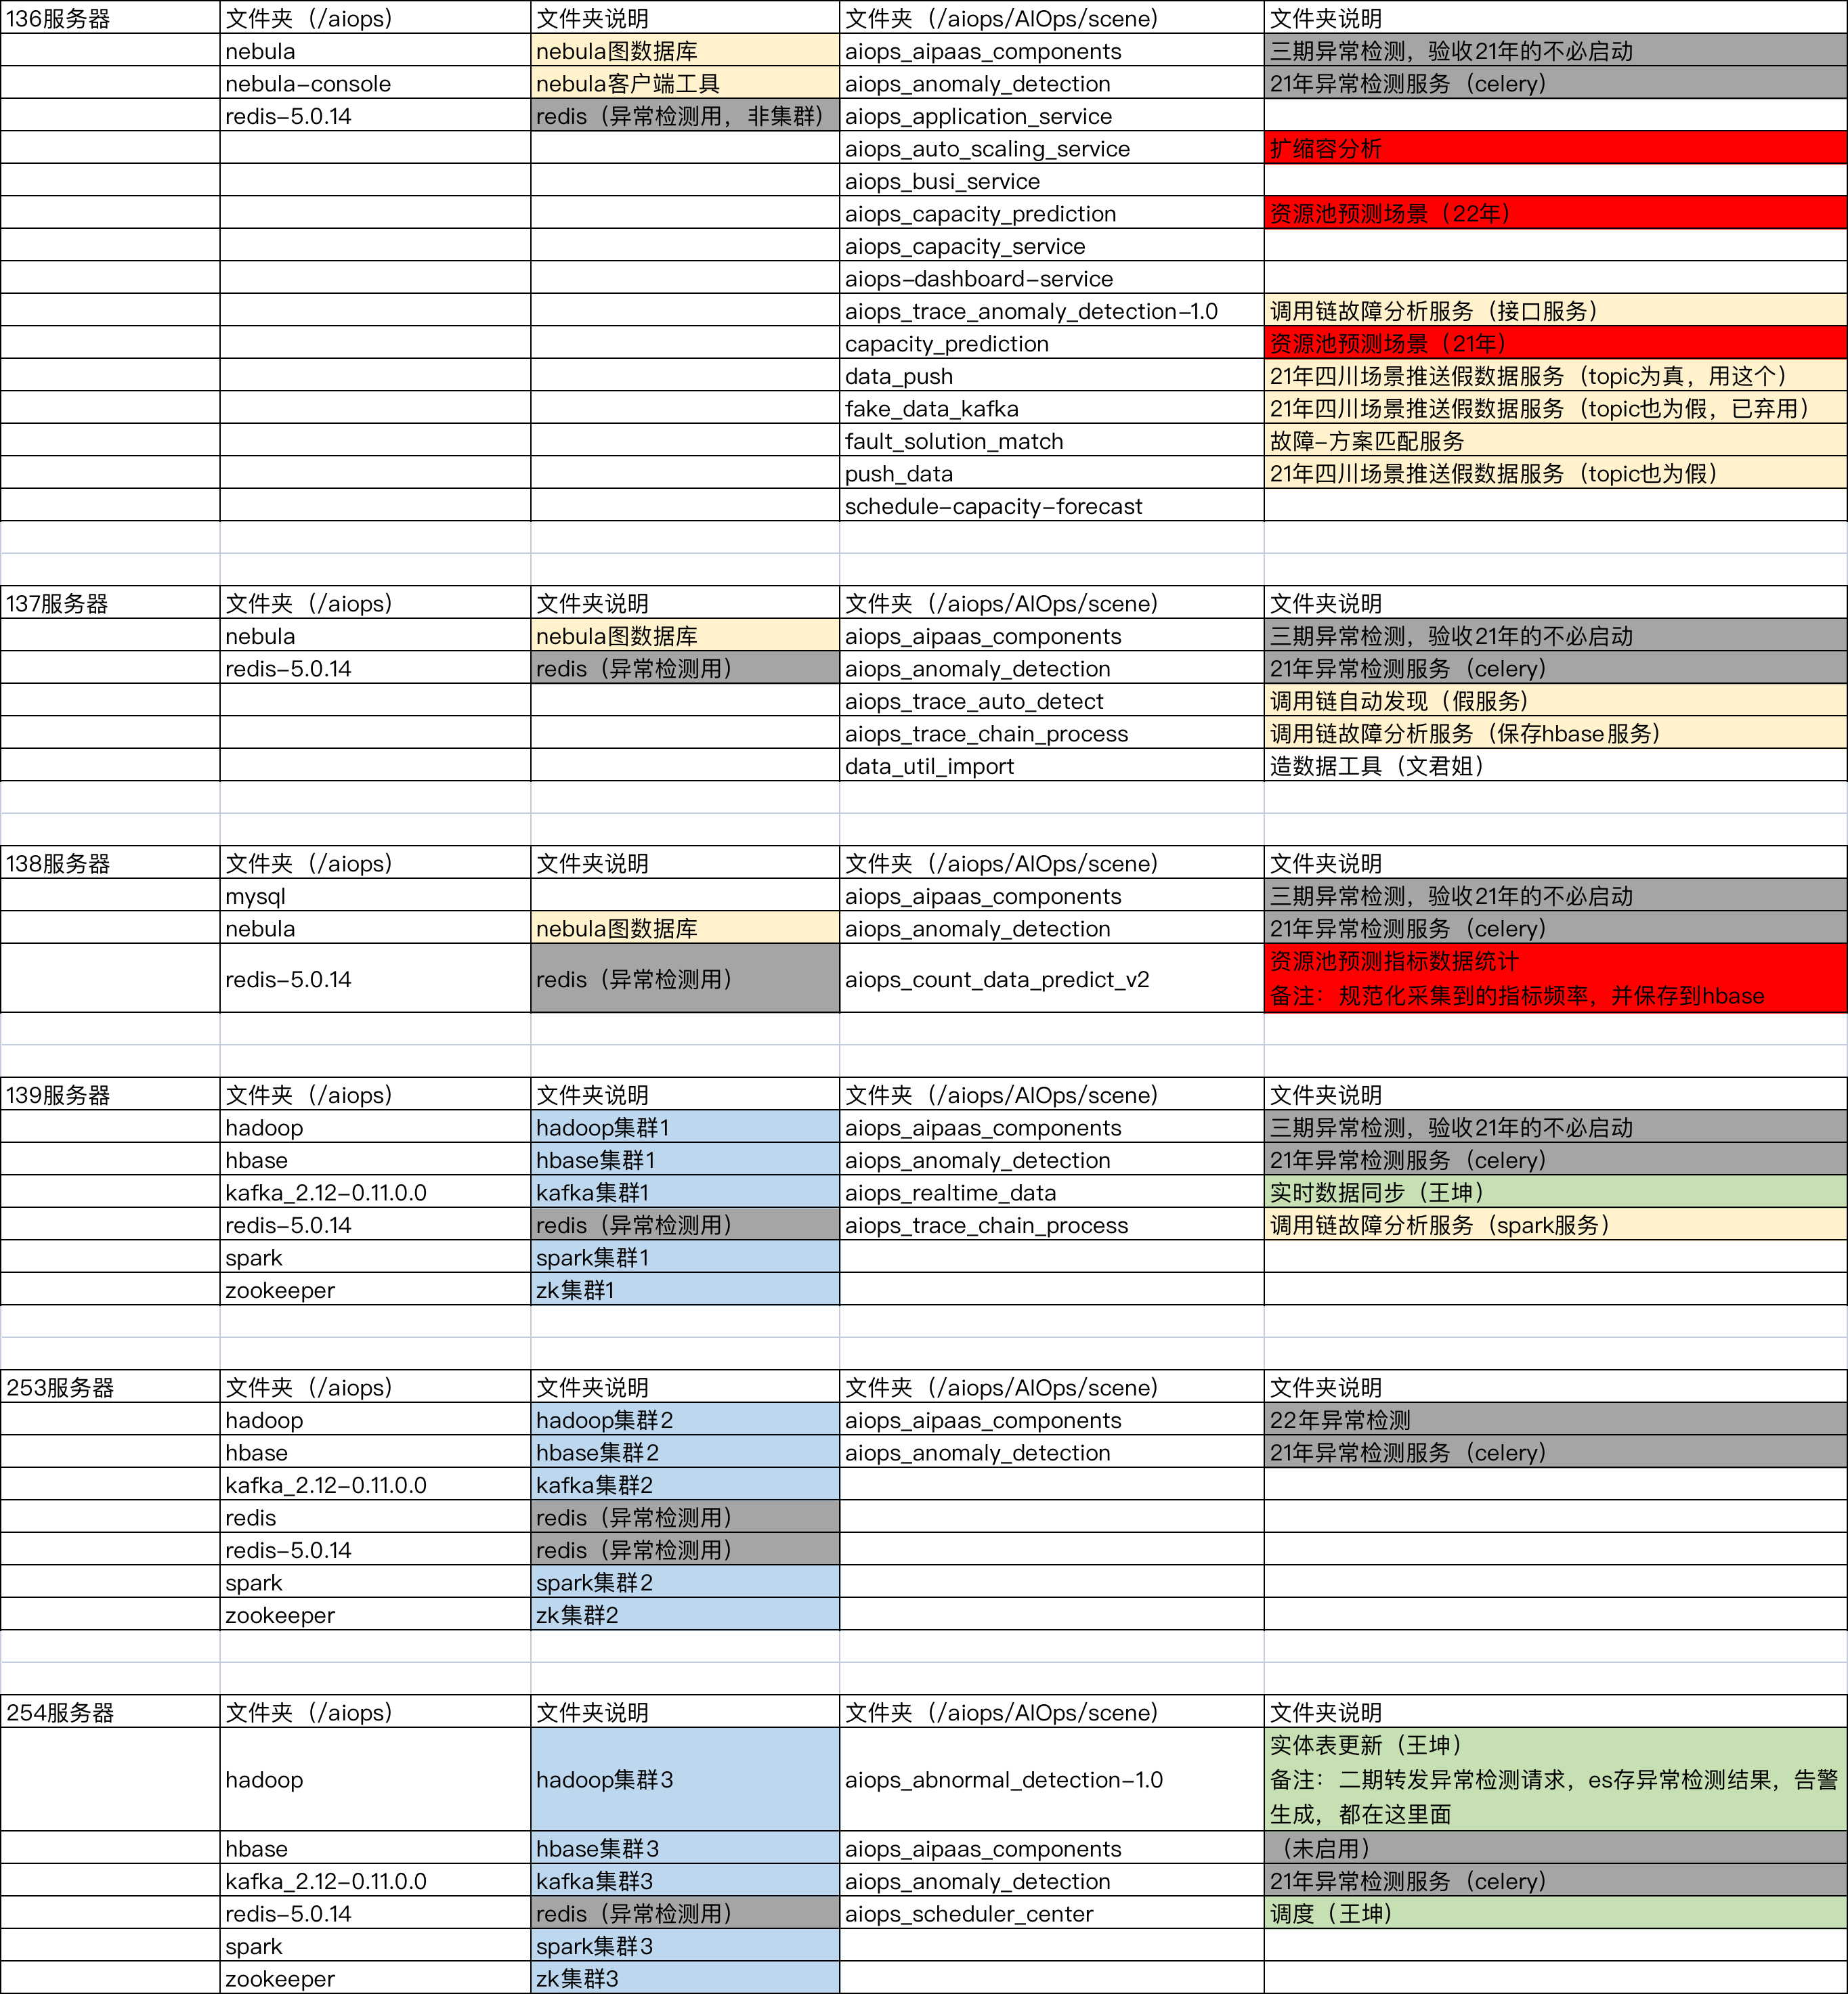 136服务器 文件夹（/aiops） 文件夹说明 文件夹（/aiops/AIOps/scene） 文件夹说明
nebula nebula图数据库 aiops_aipaas_components 三期异常检测，验收21年的不必启动
nebula-console nebula客户端工具 aiops_anomaly_detection 21年异常检测服务（celery）
redis-5.0.14 redis（异常检测用，非集群） aiops_application_service
aiops_auto_scaling_service 扩缩容分析
aiops_busi_service
aiops_capacity_prediction 资源池预测场景（22年）
aiops_capacity_service
aiops-dashboard-service
aiops_trace_anomaly_detection-1.0 调用链故障分析服务（接口服务）
capacity_prediction 资源池预测场景（21年）
data_push 21年四川场景推送假数据服务（topic为真，用这个）
fake_data_kafka 21年四川场景推送假数据服务（topic也为假，已弃用）
fault_solution_match 故障-方案匹配服务
push_data 21年四川场景推送假数据服务（topic也为假）
schedule-capacity-forecast
137服务器 文件夹（/aiops） 文件夹说明 文件夹（/aiops/AIOps/scene） 文件夹说明
nebula nebula图数据库 aiops_aipaas_components 三期异常检测，验收21年的不必启动
redis-5.0.14 redis（异常检测用） aiops_anomaly_detection 21年异常检测服务（celery）
aiops_trace_auto_detect 调用链自动发现（假服务）
aiops_trace_chain_process 调用链故障分析服务（保存hbase服务）
data_util_import 造数据工具（文君姐）
138服务器 文件夹（/aiops） 文件夹说明 文件夹（/aiops/AIOps/scene） 文件夹说明
mysql aiops_aipaas_components 三期异常检测，验收21年的不必启动
nebula nebula图数据库 aiops_anomaly_detection 21年异常检测服务（celery）
redis-5.0.14 redis（异常检测用） aiops_count_data_predict_v2 资源池预测指标数据统计
备注：规范化采集到的指标频率，并保存到hbase
139服务器 文件夹（/aiops） 文件夹说明 文件夹（/aiops/AIOps/scene） 文件夹说明
hadoop hadoop集群1 aiops_aipaas_components 三期异常检测，验收21年的不必启动
hbase hbase集群1 aiops_anomaly_detection 21年异常检测服务（celery）
kafka_2.12-0.11.0.0 kafka集群1 aiops_realtime_data 实时数据同步（王坤）
redis-5.0.14 redis（异常检测用） aiops_trace_chain_process 调用链故障分析服务（spark服务）
spark spark集群1
zookeeper zk集群1
253服务器 文件夹（/aiops） 文件夹说明 文件夹（/aiops/AIOps/scene） 文件夹说明
hadoop hadoop集群2 aiops_aipaas_components 22年异常检测
hbase hbase集群2 aiops_anomaly_detection 21年异常检测服务（celery）
kafka_2.12-0.11.0.0 kafka集群2
redis redis（异常检测用）
redis-5.0.14 redis（异常检测用）
spark spark集群2
zookeeper zk集群2
254服务器 文件夹（/aiops） 文件夹说明 文件夹（/aiops/AIOps/scene） 文件夹说明
hadoop hadoop集群3 aiops_abnormal_detection-1.0 实体表更新（王坤）
备注：二期转发异常检测请求，es存异常检测结果，告警
生成，都在这里面
hbase hbase集群3 aiops_aipaas_components （未启用）
kafka_2.12-0.11.0.0 kafka集群3 aiops_anomaly_detection 21年异常检测服务（celery）
redis-5.0.14 redis（异常检测用） aiops_scheduler_center 调度（王坤）
spark spark集群3
zookeeper zk集群3